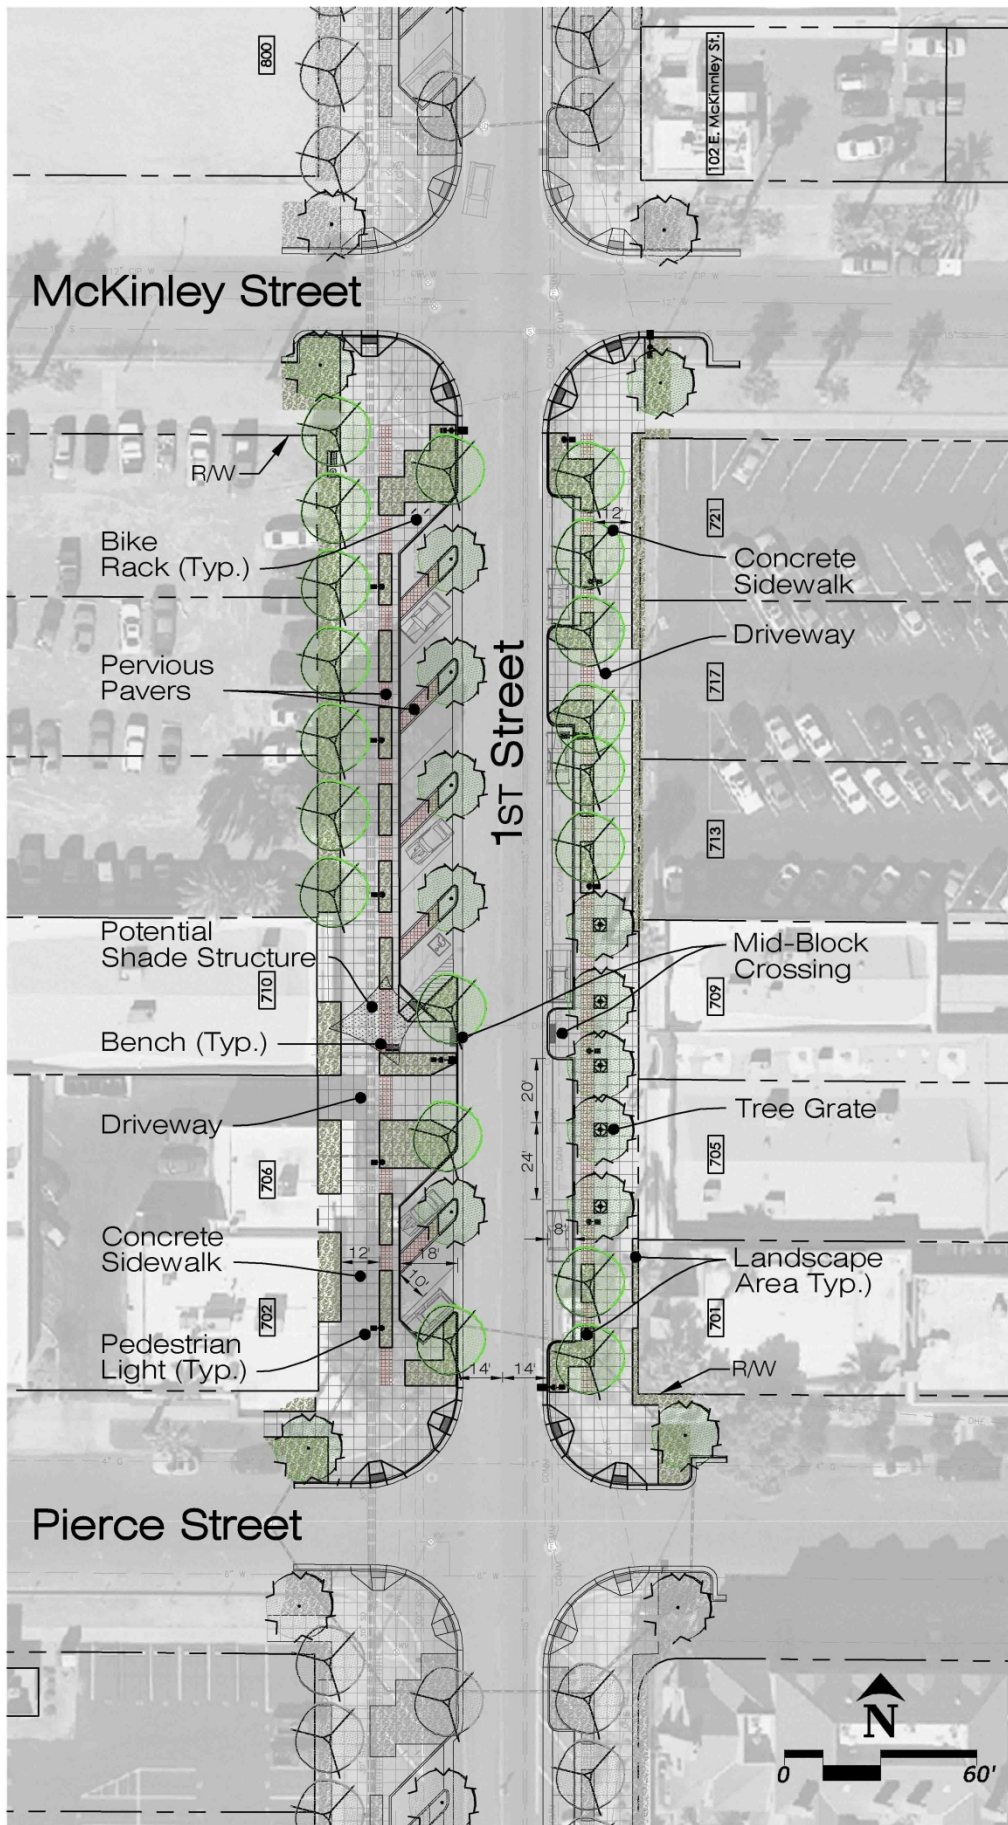 800
102 E. McKinnley St.
McKinley Street
R/W
Bike
Rack (Typ.)
12'
721
Concrete
Sidewalk
Driveway
Pervious
Pavers
717
1ST Street
713
Potential
Shade Structure
710
Mid-Block
Crossing
709
Bench (Typ.)
20'
Driveway
Tree Grate
24'
705
706
Concrete
Sidewalk
12'
18'
8'
10'
Landscape
Area Typ.)
702
701
Pedestrian
Light (Typ.)
14'
14'
R/W
Pierce Street
N
0
60'